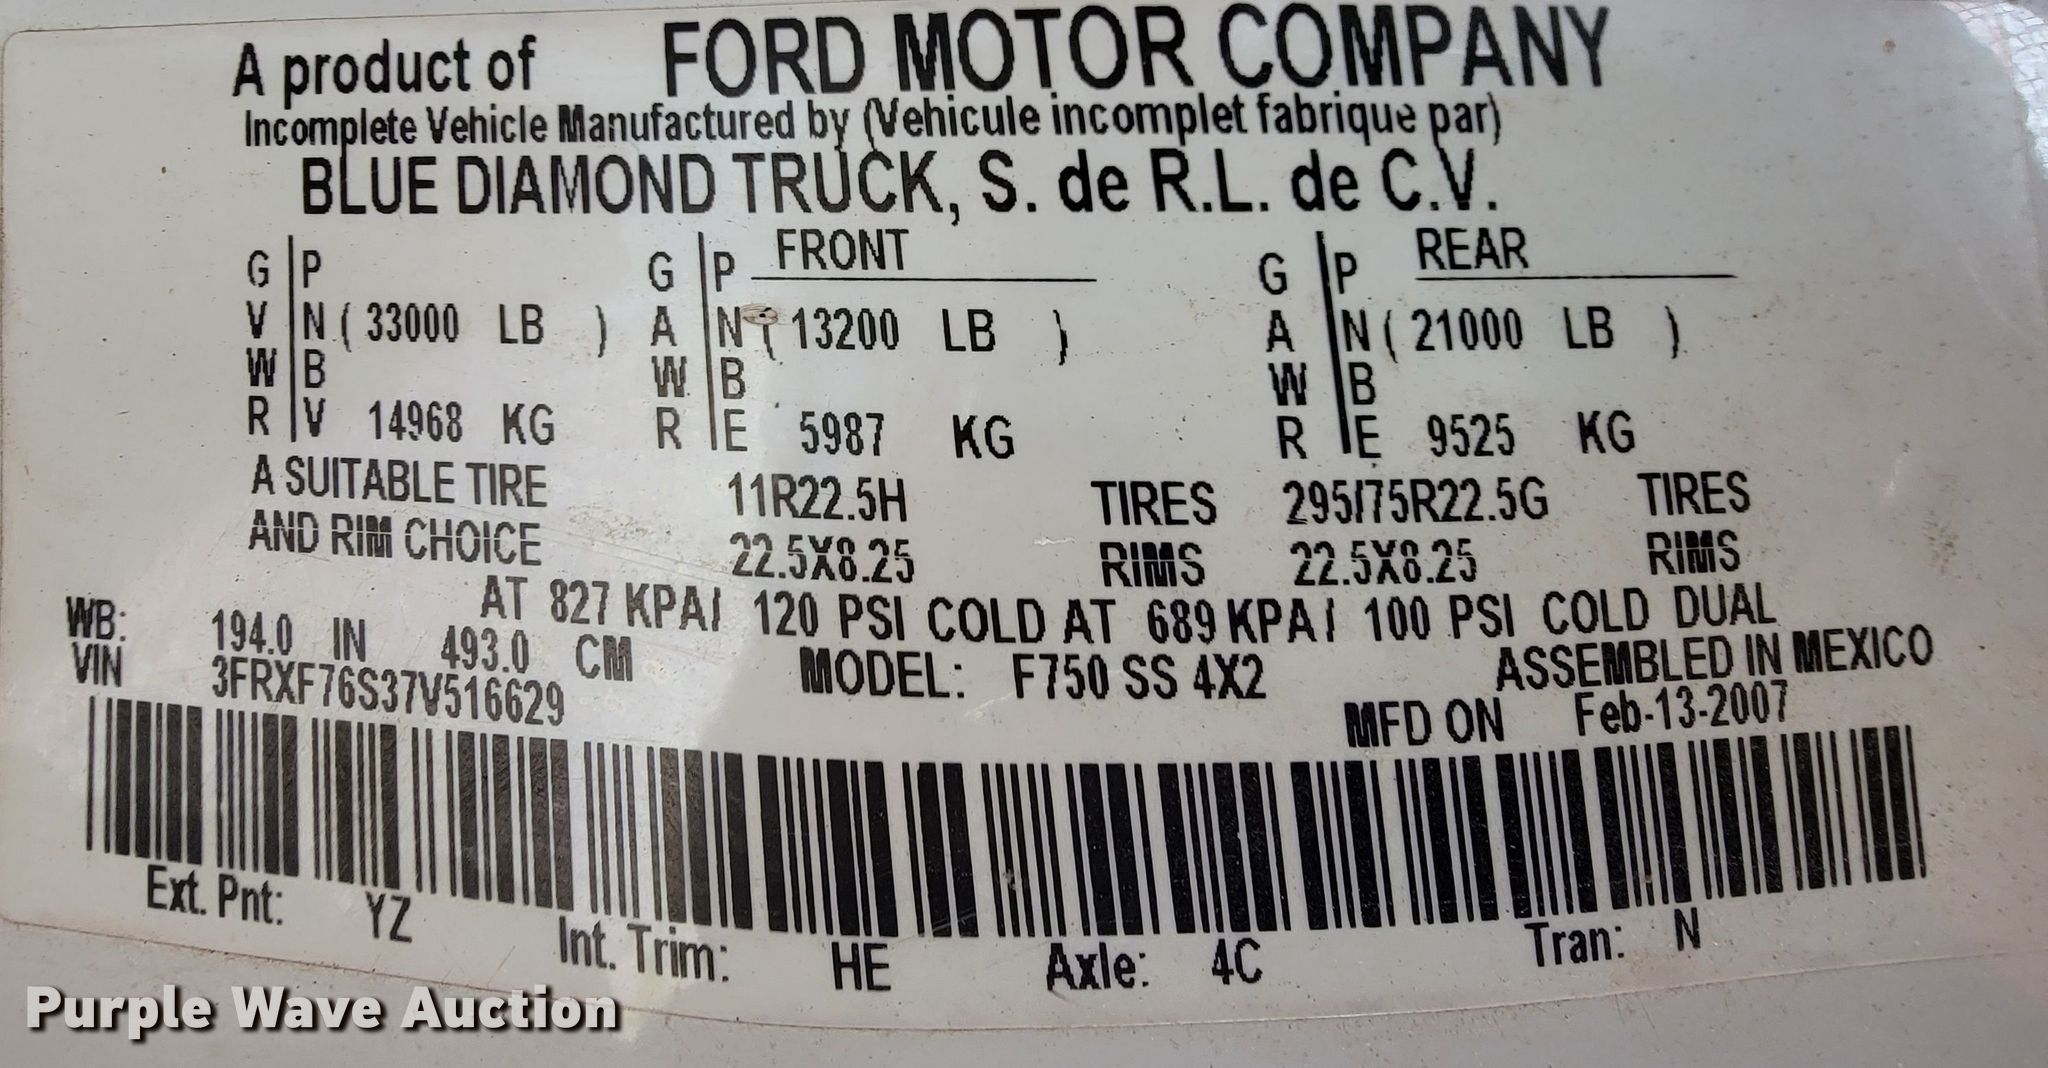 A product of FORD MOTOR COMPANY
Incomplete Vehicle Manufactured by (Vehicule incomplet fabrique par)
BLUE DIAMOND TRUCK, S. de R.L. de C.V.
FRONT REAR
G P G P G P
V N ( 33000 LB ) A N ( 13200 LB ) A N ( 21000 LB )
W B W B W B
R V 14968 KG R E 5987 KG R E 9525 KG
A SUITABLE TIRE 11R22.5H TIRES 295/75R22.5G TIRES
AND RIM CHOICE 22.5X8.25 RIMS 22.5X8.25 RIMS
AT 827 KPA/ 120 PSI COLD AT 689 KPA/ 100 PSI COLD DUAL
WB: 194.0 IN 493.0 CM
VIN 3FRXF76S37V516629 MODEL: F750 SS 4X2 ASSEMBLED IN MEXICO
MFD ON Feb-13-2007
Ext. Pnt: YZ Int. Trim: HE Axle: 4C Tran: N
Purple Wave Auction